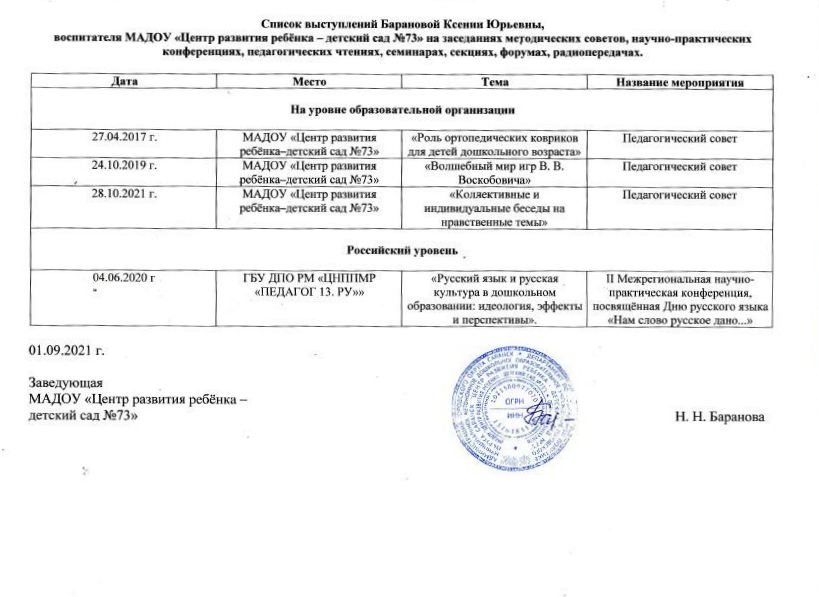 Список выступлений Барановой Ксении Юрьевны,
воспитателя МАДОУ «Центр развития ребёнка – детский сад №73» на заседаниях методических советов, научно-практических
конференциях, педагогических чтениях, семинарах, секциях, форумах, радиопередачах.
Дата Место Тема Название мероприятия
На уровне образовательной организации
27.04.2017 г. МАДОУ «Центр развития «Роль ортопедических ковриков Педагогический совет
ребёнка–детский сад №73» для детей дошкольного возраста»
24.10.2019 г. МАДОУ «Центр развития «Волшебный мир игр В. В. Педагогический совет
ребёнка–детский сад №73» Воскобовича»
28.10.2021 г. МАДОУ «Центр развития «Коляективные и Педагогический совет
ребёнка–детский сад №73» индивидуальные беседы на
нравственные темы»
Российский уровень
04.06.2020 г ГБУ ДПО РМ «ЦНППМР «Русский язык и русская II Межрегиональная научно-
«ПЕДАГОГ 13. РУ»» культура в дошкольном практическая конференция,
образовании: идеология, эффекты посвящённая Дню русского языка
и перспективы». «Нам слово русское дано...»
01.09.2021 г.
Заведующая
МАДОУ «Центр развития ребёнка –
детский сад №73»
ОГРН
ИНН
Н. Н. Баранова